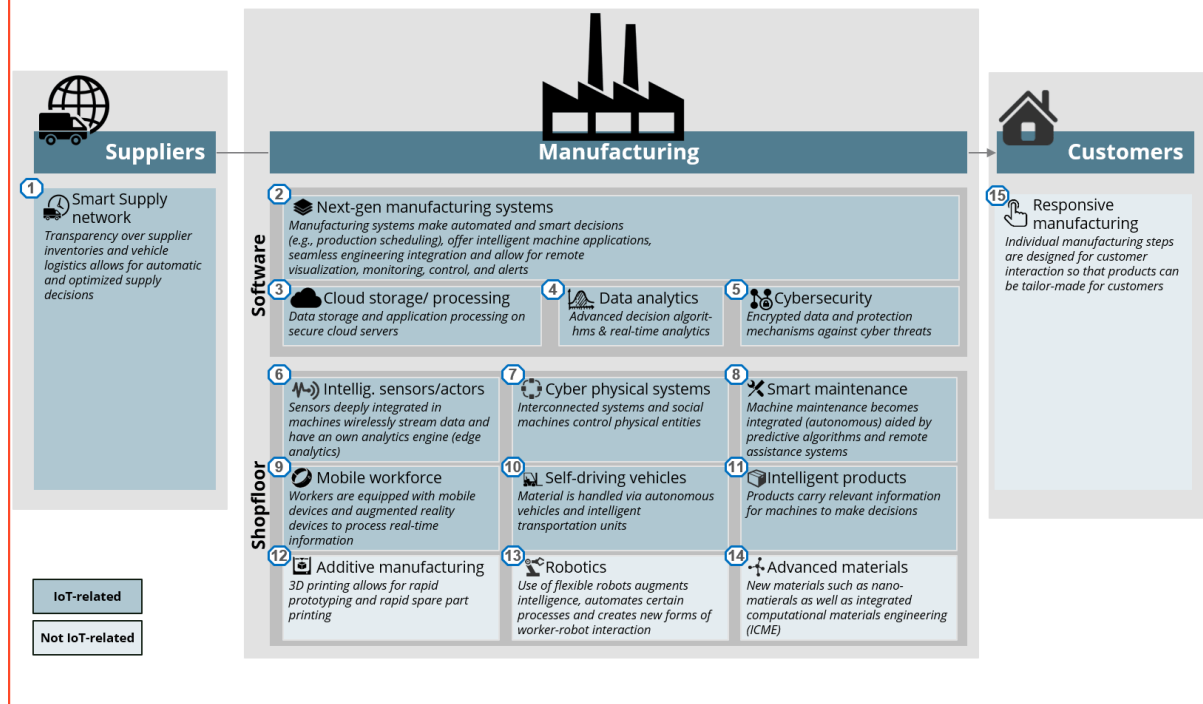 Suppliers
Manufacturing
Customers
1
Smart Supply
network
Transparency over supplier
inventories and vehicle
logistics allows for automatic
and optimized supply
decisions
Software
2
Next-gen manufacturing systems
Manufacturing systems make automated and smart decisions
(e.g., production scheduling), offer intelligent machine applications,
seamless engineering integration and allow for remote
visualization, monitoring, control, and alerts
3
Cloud storage/ processing
Data storage and application processing on
secure cloud servers
4
Data analytics
Advanced decision algorit-
hms & real-time analytics
5
Cybersecurity
Encrypted data and protection
mechanisms against cyber threats
Shopfloor
6
Intellig. sensors/actors
Sensors deeply integrated in
machines wirelessly stream data and
have an own analytics engine (edge
analytics)
7
Cyber physical systems
Interconnected systems and social
machines control physical entities
8
Smart maintenance
Machine maintenance becomes
integrated (autonomous) aided by
predictive algorithms and remote
assistance systems
9
Mobile workforce
Workers are equipped with mobile
devices and augmented reality
devices to process real-time
information
10
Self-driving vehicles
Material is handled via autonomous
vehicles and intelligent
transportation units
11
Intelligent products
Products carry relevant information
for machines to make decisions
12
Additive manufacturing
3D printing allows for rapid
prototyping and rapid spare part
printing
13
Robotics
Use of flexible robots augments
intelligence, automates certain
processes and creates new forms of
worker-robot interaction
14
Advanced materials
New materials such as nano-
matierals as well as integrated
computational materials engineering
(ICME)
15
Responsive
manufacturing
Individual manufacturing steps
are designed for customer
interaction so that products can
be tailor-made for customers
IoT-related
Not IoT-related